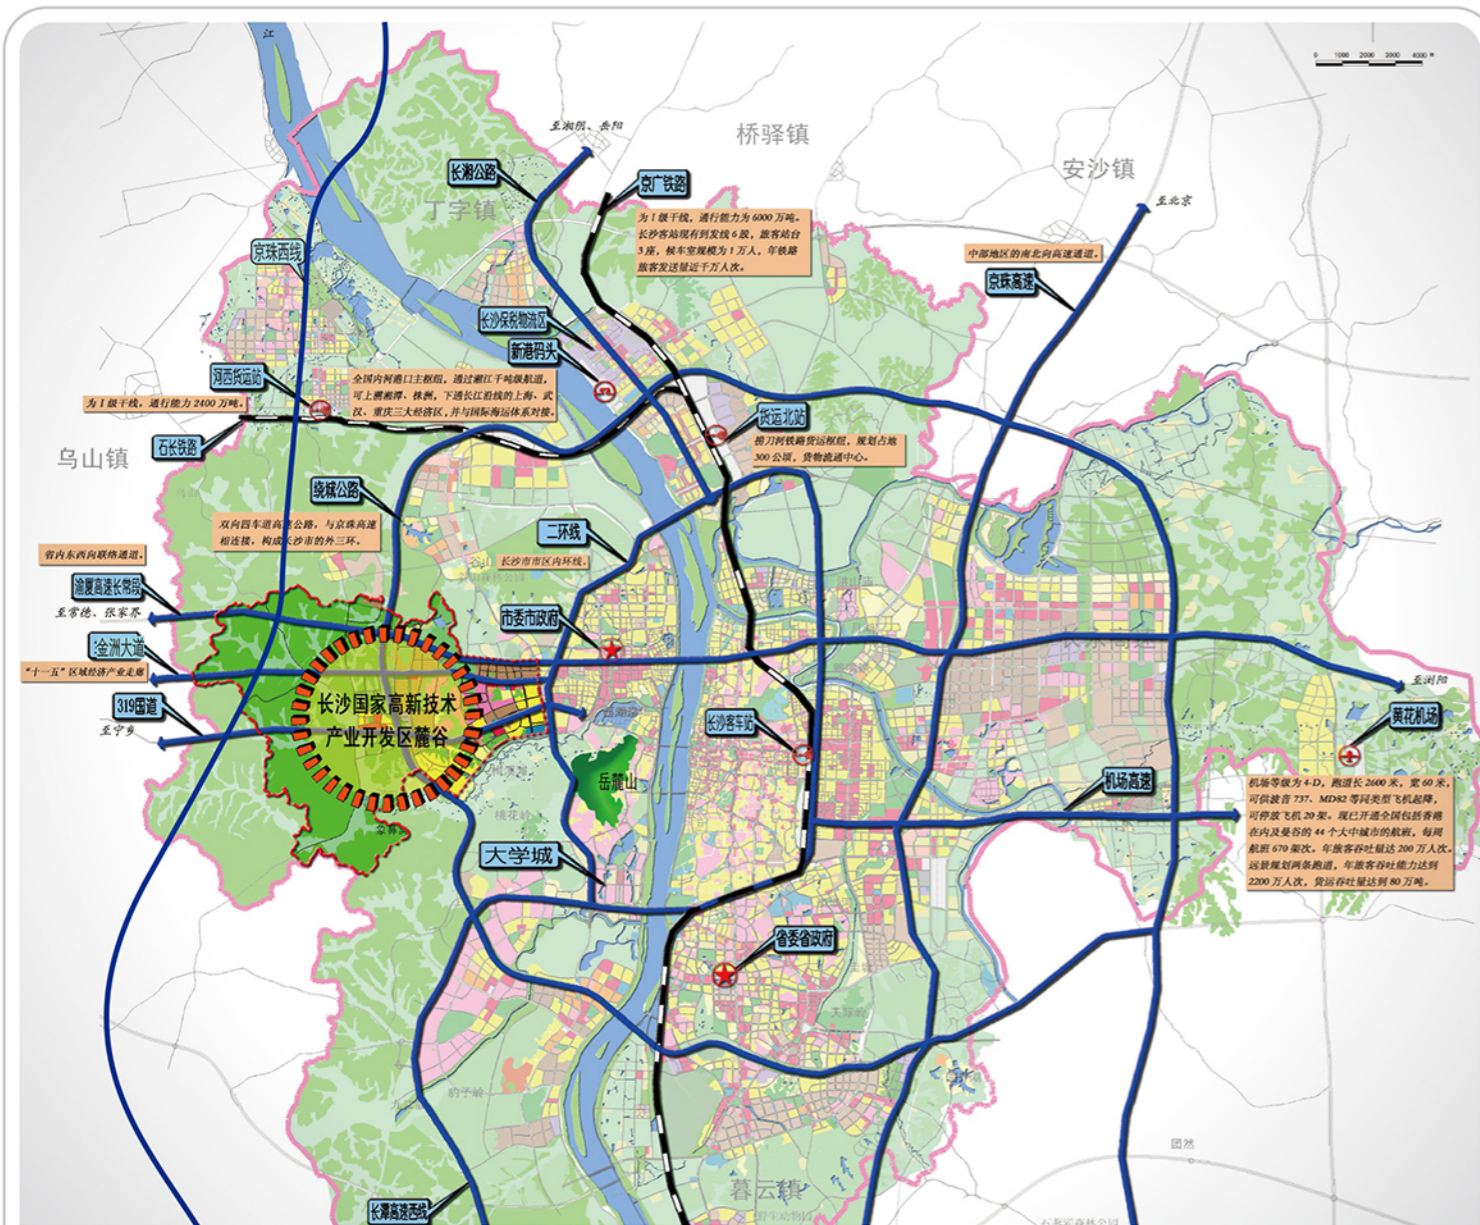 江
0 1000 2000 3000 4000 m
至湘阴、岳阳
桥驿镇
安沙镇
长湘公路
京广铁路
丁字镇
至北京
为Ⅰ级干线，通行能力为6000万吨。
长沙客站现有到发线6股，旅客站台
3座，候车室规模为1万人，年铁路
旅客发送量近千万人次。
京珠西线
中部地区的南北向高速通道。
京珠高速
长沙保税物流区
新港码头
河西货运站
全国内河港口主枢纽，通过湘江千吨级航道，
可上溯湘潭、株洲，下通长江沿线的上海、武
汉、重庆三大经济区，并与国际海运体系对接。
为Ⅰ级干线，通行能力2400万吨。
货运北站
石长铁路
捞刀河铁路货运枢纽，规划占地
300公顷，货物流通中心。
乌山镇
绕城公路
双向四车道高速公路，与京珠高速
相连接，构成长沙市的外三环。
二环线
长沙市市区内环线。
谷山
省内东西向联络通道。
渝厦高速长常段
至常德、张家界
市委市政府
金洲大道
“十一五”区域经济产业走廊
至浏阳
319国道
至宁乡
长沙国家高新技术
产业开发区麓谷
长沙客车站
黄花机场
岳麓山
机场高速
机场等级为4-D，跑道长2600米，宽60米，
可供波音737、MD82等同类型飞机起降，
可停放飞机20架。现已开通全国包括香港
在内及曼谷的44个大中城市的航班，每周
航班670架次。年旅客吞吐量达200万人次。
远景规划两条跑道，年旅客吞吐能力达到
2200万人次，货运吞吐量达到80万吨。
桃花岭
大学城
省委省政府
天际岭
豹子岭
团然
暮云镇
长潭高速西线